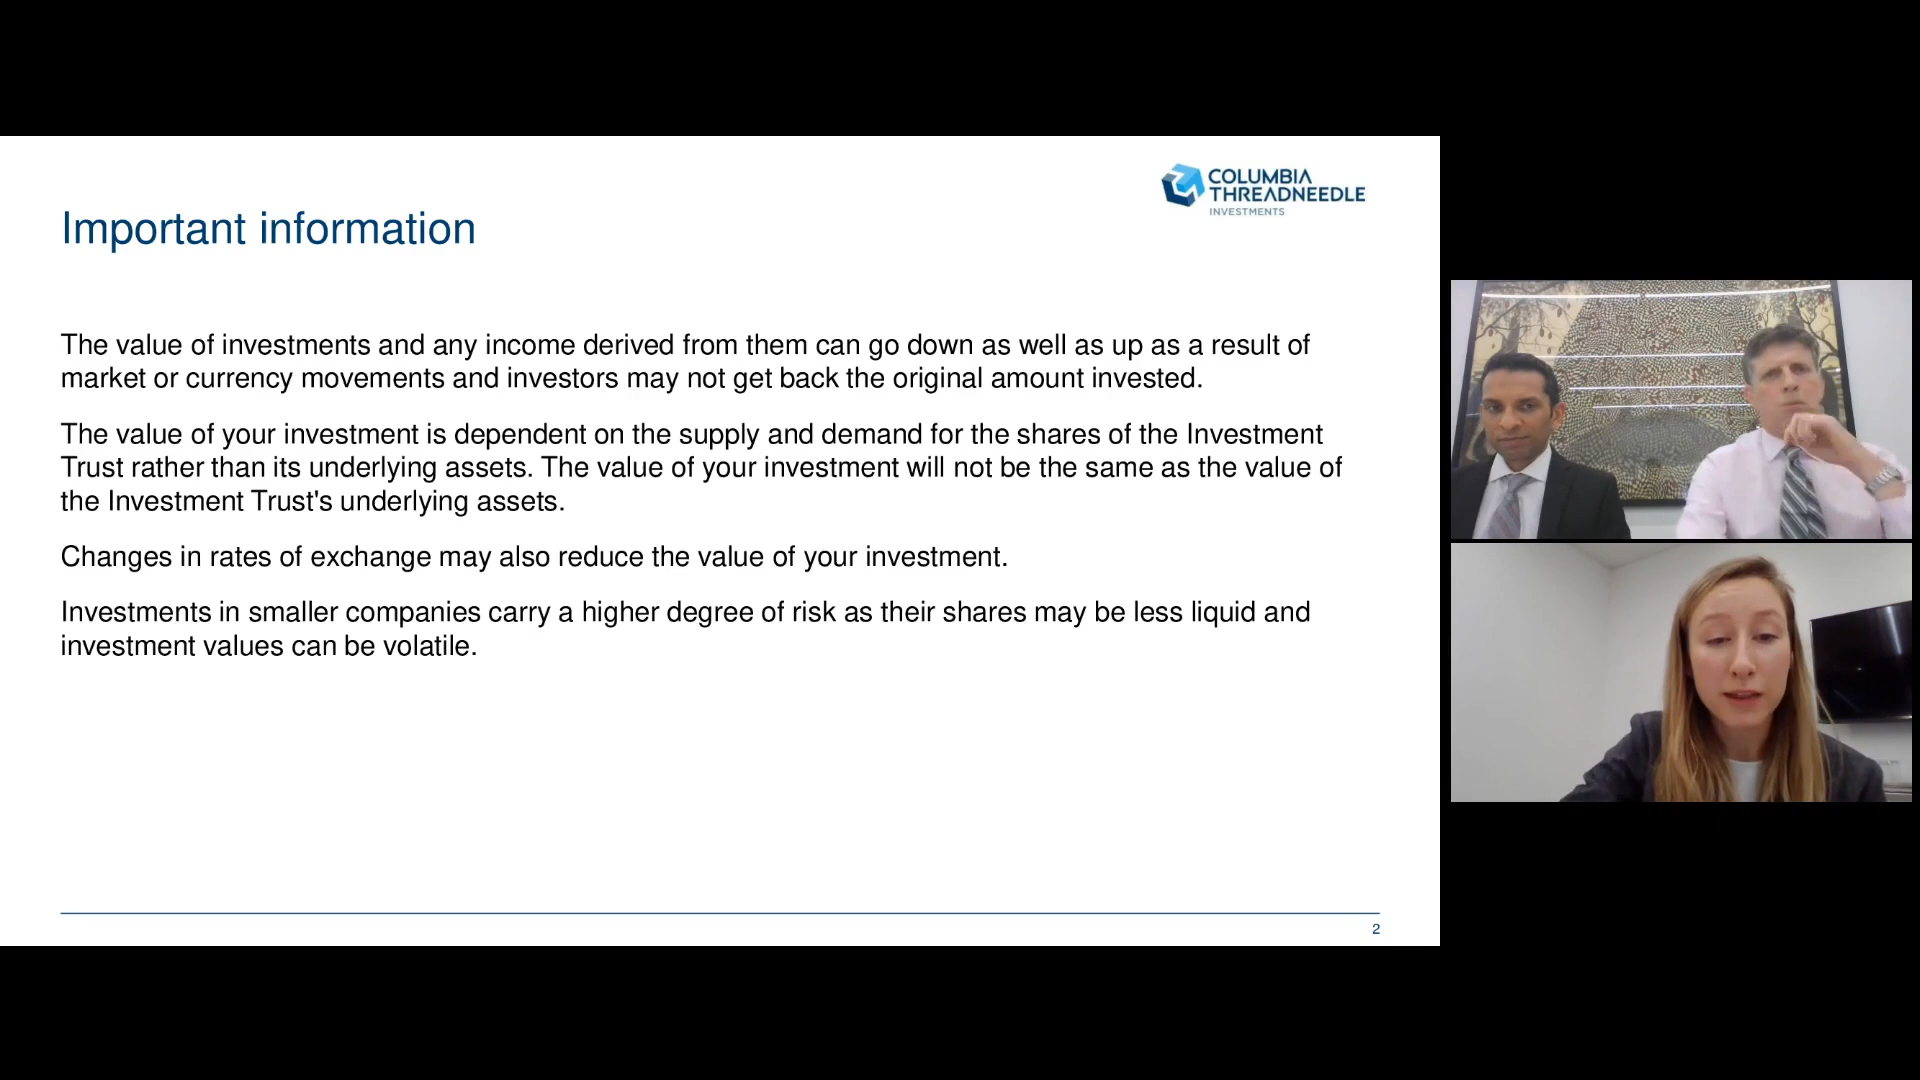 COLUMBIA
THREADNEEDLE
INVESTMENTS
Important information
The value of investments and any income derived from them can go down as well as up as a result of
market or currency movements and investors may not get back the original amount invested.
The value of your investment is dependent on the supply and demand for the shares of the Investment
Trust rather than its underlying assets. The value of your investment will not be the same as the value of
the Investment Trust's underlying assets.
Changes in rates of exchange may also reduce the value of your investment.
Investments in smaller companies carry a higher degree of risk as their shares may be less liquid and
investment values can be volatile.
2